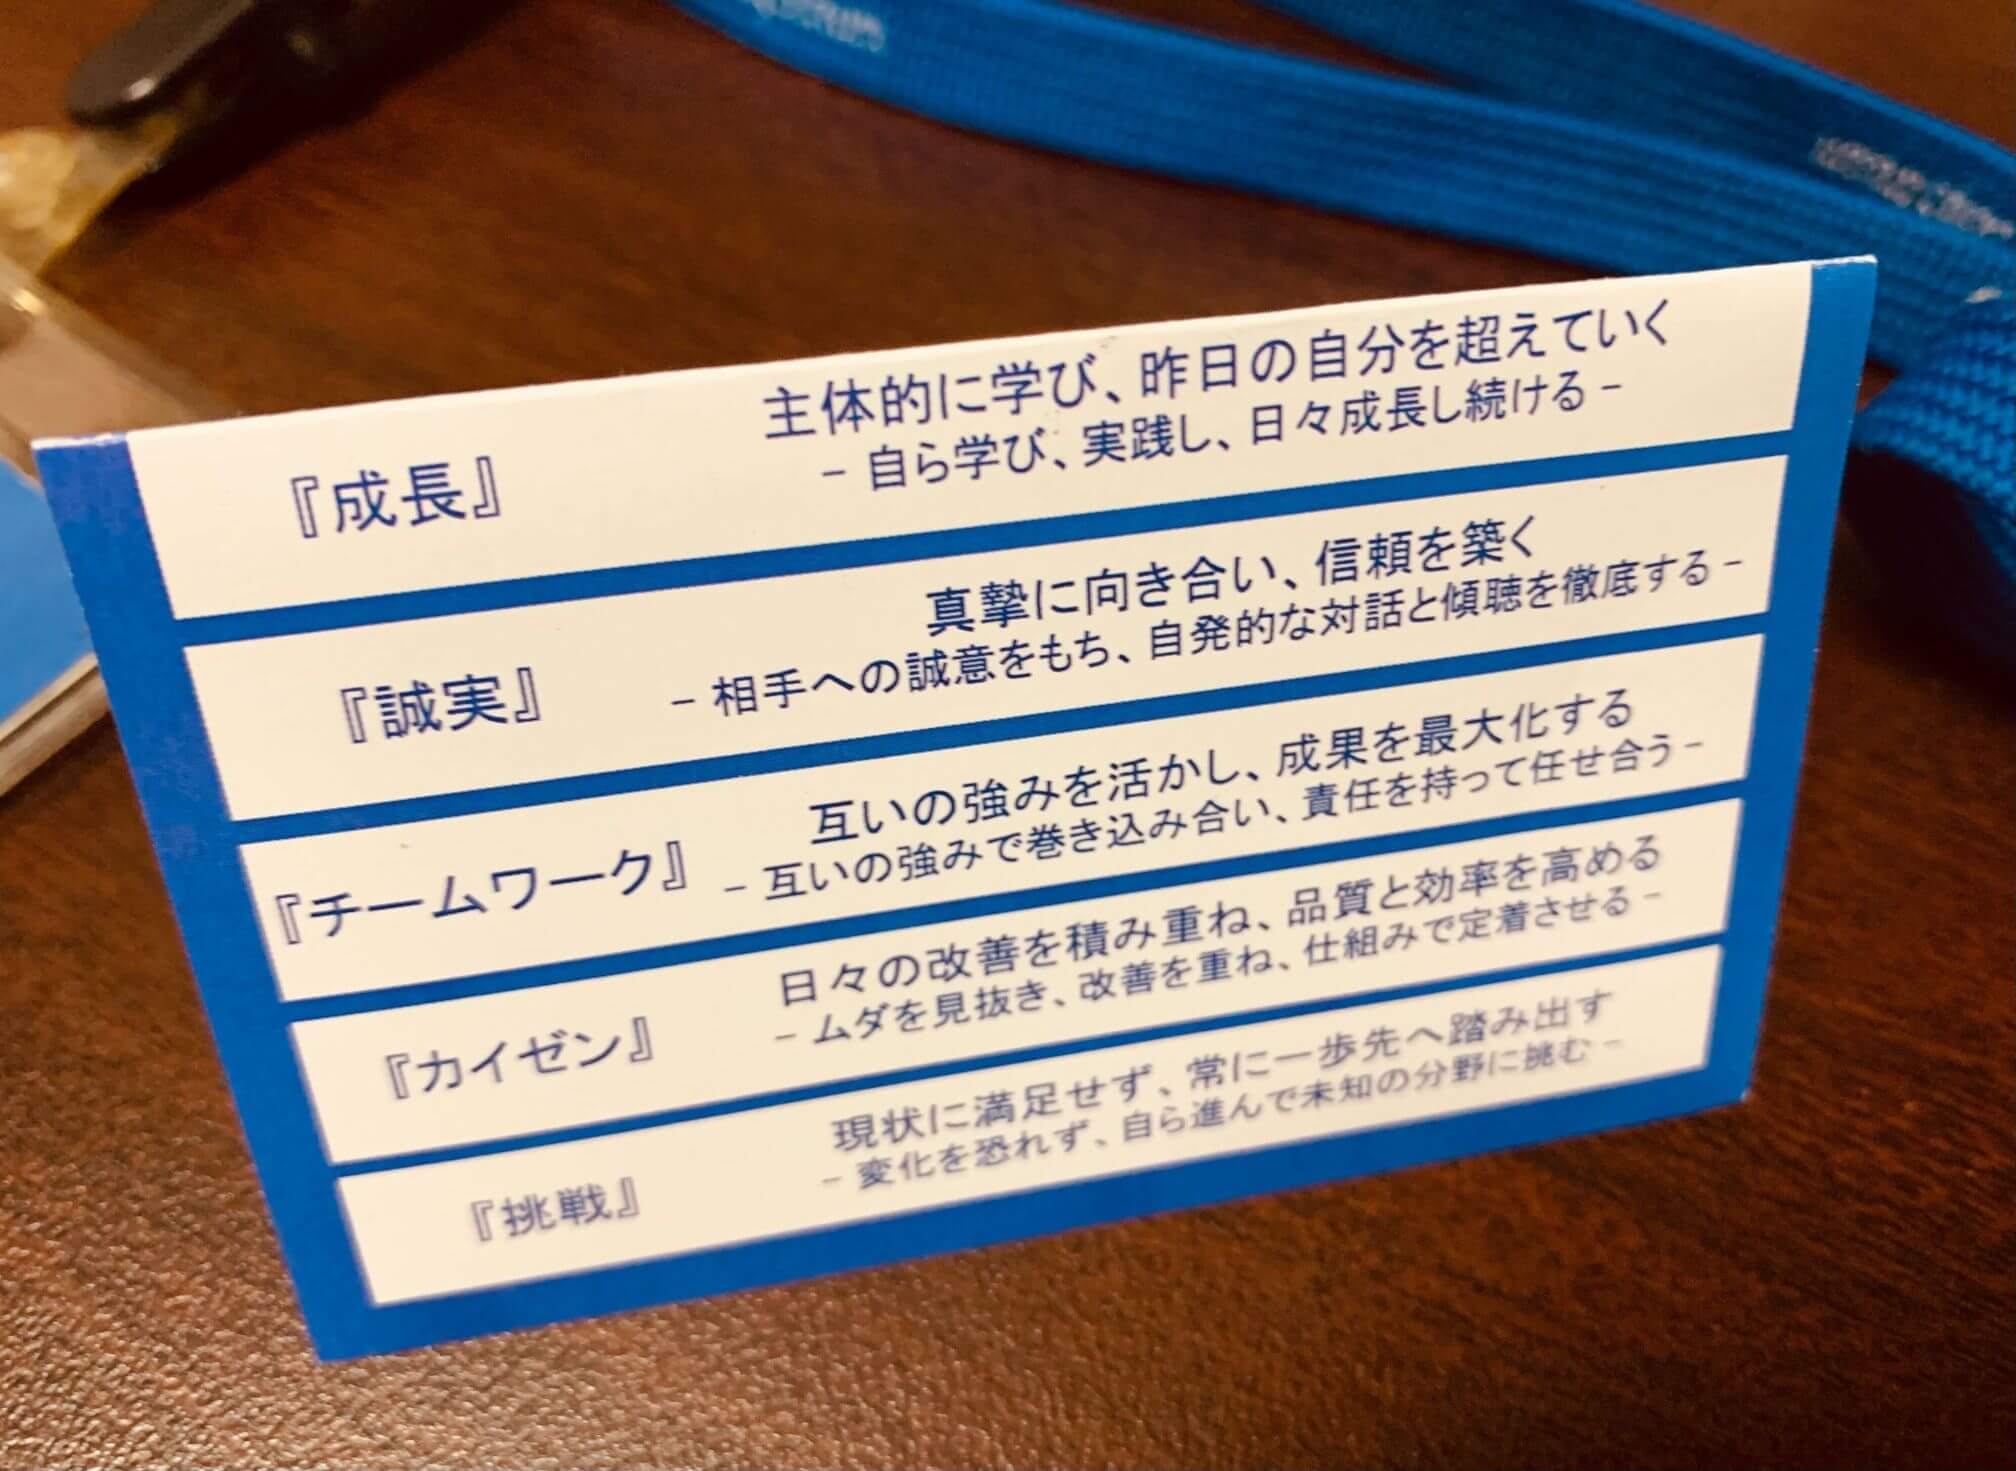 『成長』
主体的に学び、昨日の自分を超えていく
– 自ら学び、実践し、日々成長し続ける –
『誠実』
真摯に向き合い、信頼を築く
– 相手への誠意をもち、自発的な対話と傾聴を徹底する –
『チームワーク』
互いの強みを活かし、成果を最大化する
– 互いの強みで巻き込み合い、責任を持って任せ合う –
『カイゼン』
日々の改善を積み重ね、品質と効率を高める
– ムダを見抜き、改善を重ね、仕組みで定着させる –
『挑戦』
現状に満足せず、常に一歩先へ踏み出す
– 変化を恐れず、自ら進んで未知の分野に挑む –